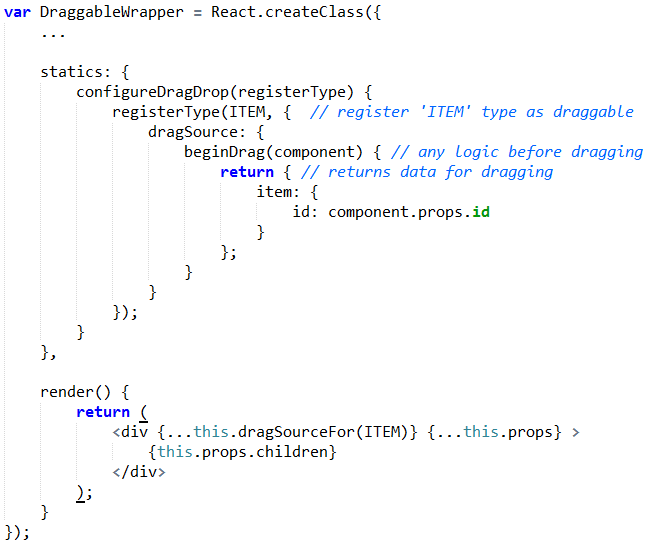 var DraggableWrapper = React.createClass({
    ...

    statics: {
        configureDragDrop(registerType) {
            registerType(ITEM, {  // register 'ITEM' type as draggable
                dragSource: {
                    beginDrag(component) { // any logic before dragging
                        return { // returns data for dragging
                            item: {
                                id: component.props.id
                            }
                        };
                    }
                }
            });
        }
    },

    render() {
        return (
            <div {...this.dragSourceFor(ITEM)} {...this.props} >
                {this.props.children}
            </div>
        );
    }
});